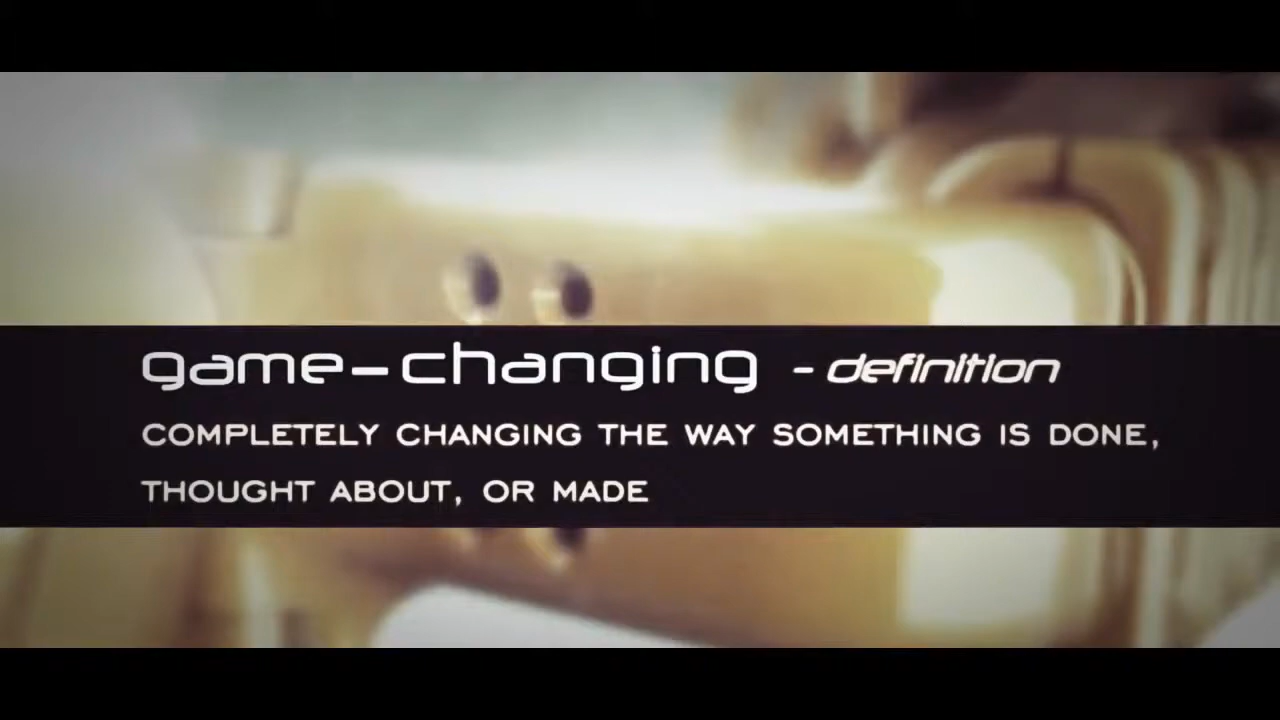 game-changing - definition
COMPLETELY CHANGING THE WAY SOMETHING IS DONE,
THOUGHT ABOUT, OR MADE